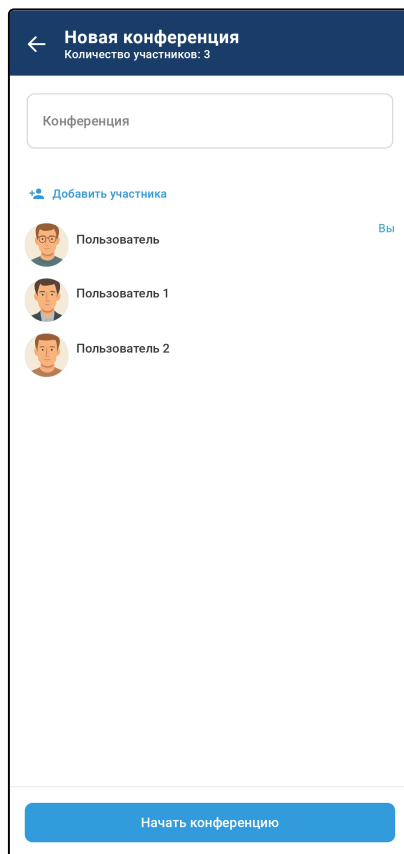 Новая конференция
Количество участников: 3
Конференция
Добавить участника
Пользователь
Вы
Пользователь 1
Пользователь 2
Начать конференцию